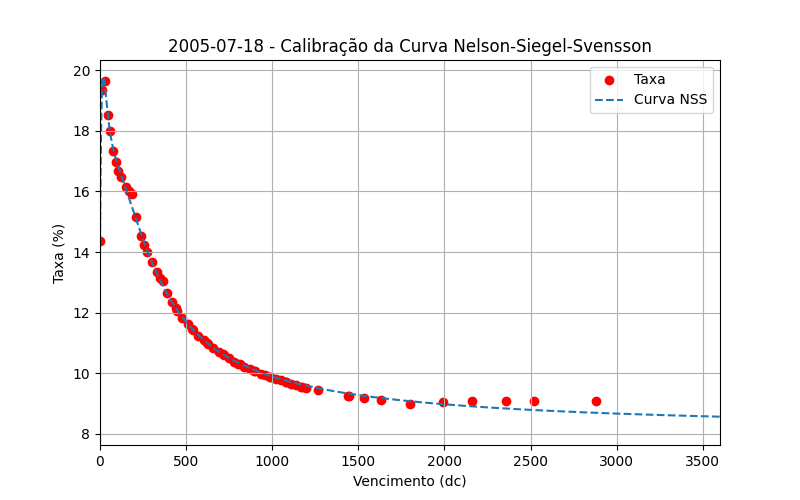 2005-07-18 - Calibração da Curva Nelson-Siegel-Svensson
Taxa
Curva NSS
Taxa (%)
20
18
16
14
12
10
8
0 500 1000 1500 2000 2500 3000 3500
Vencimento (dc)